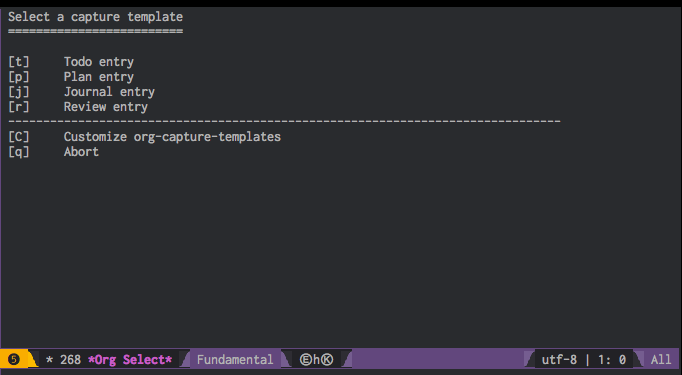 Select a capture template
=========================
[t]     Todo entry
[p]     Plan entry
[j]     Journal entry
[r]     Review entry
-------------------------------------------------------------------------------
[C]     Customize org-capture-templates
[q]     Abort
❺ * 268 *Org Select* Fundamental ⒺhⓀ utf-8 | 1: 0 All